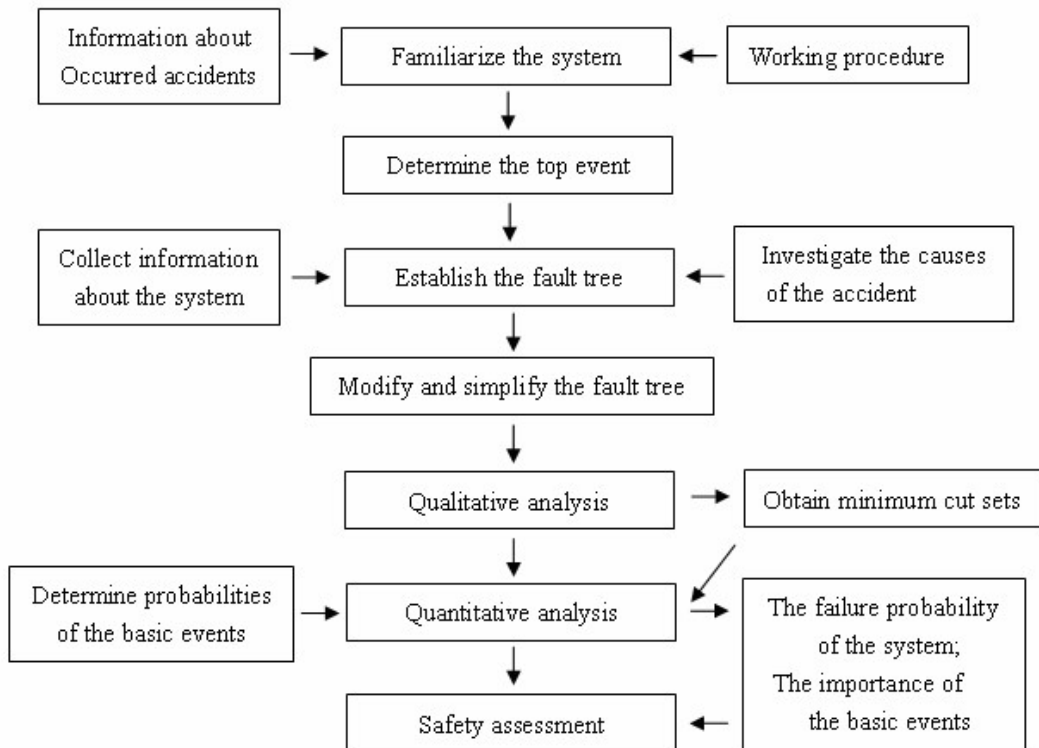 Information about
Occurred accidents
Familiarize the system
Working procedure
Determine the top event
Collect information
about the system
Establish the fault tree
Investigate the causes
of the accident
Modify and simplify the fault tree
Qualitative analysis
Obtain minimum cut sets
Determine probabilities
of the basic events
Quantitative analysis
The failure probability
of the system;
The importance of
the basic events
Safety assessment